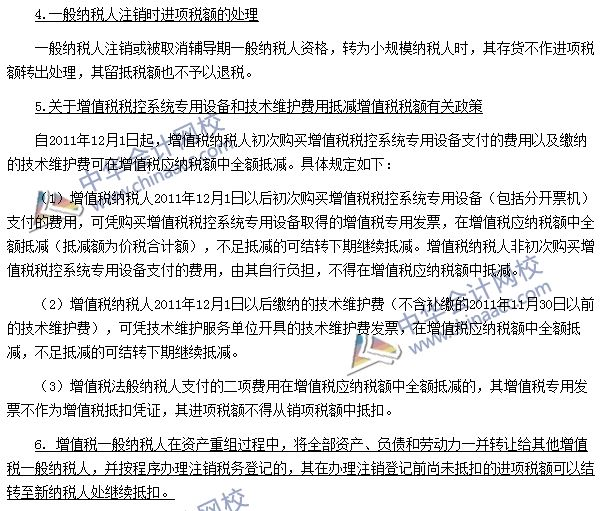 4.一般纳税人注销时进项税额的处理
一般纳税人注销或被取消辅导期一般纳税人资格，转为小规模纳税人时，其存货不作进项税
额转出处理，其留抵税额也不予以退税。
5.关于增值税税控系统专用设备和技术维护费用抵减增值税税额有关政策
自2011年12月1日起，增值税纳税人初次购买增值税税控系统专用设备支付的费用以及缴纳
的技术维护费可在增值税应纳税额中全额抵减。具体规定如下：
（1）增值税纳税人2011年12月1日以后初次购买增值税税控系统专用设备（包括分开票机）
支付的费用，可凭购买增值税税控系统专用设备取得的增值税专用发票，在增值税应纳税额中全
额抵减（抵减额为价税合计额），不足抵减的可结转下期继续抵减。增值税纳税人非初次购买增
值税税控系统专用设备支付的费用，由其自行负担，不得在增值税应纳税额中抵减。
（2）增值税纳税人2011年12月1日以后缴纳的技术维护费（不含补缴的2011年11月30日以前
的技术维护费），可凭技术维护服务单位开具的技术维护费发票，在增值税应纳税额中全额抵
减，不足抵减的可结转下期继续抵减。
（3）增值税法般纳税人支付的二项费用在增值税应纳税额中全额抵减的，其增值税专用发
票不作为增值税抵扣凭证，其进项税额不得从销项税额中抵扣。
6. 增值税一般纳税人在资产重组过程中，将全部资产、负债和劳动力一并转让给其他增值
税一般纳税人，并按程序办理注销税务登记的，其在办理注销登记前尚未抵扣的进项税额可以结
转至新纳税人处继续抵扣。
中华会计网校
www.chinaacc.com
中华会计网校
www.chinaacc.com